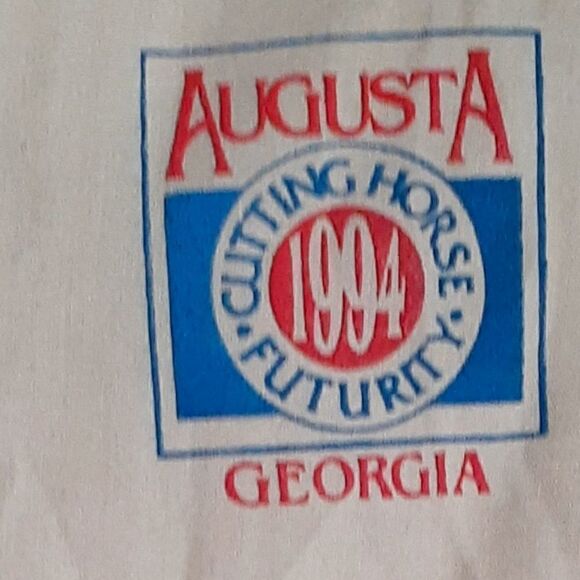 AUGUSTA
CUTTING HORSE
1994
• FUTURITY •
GEORGIA